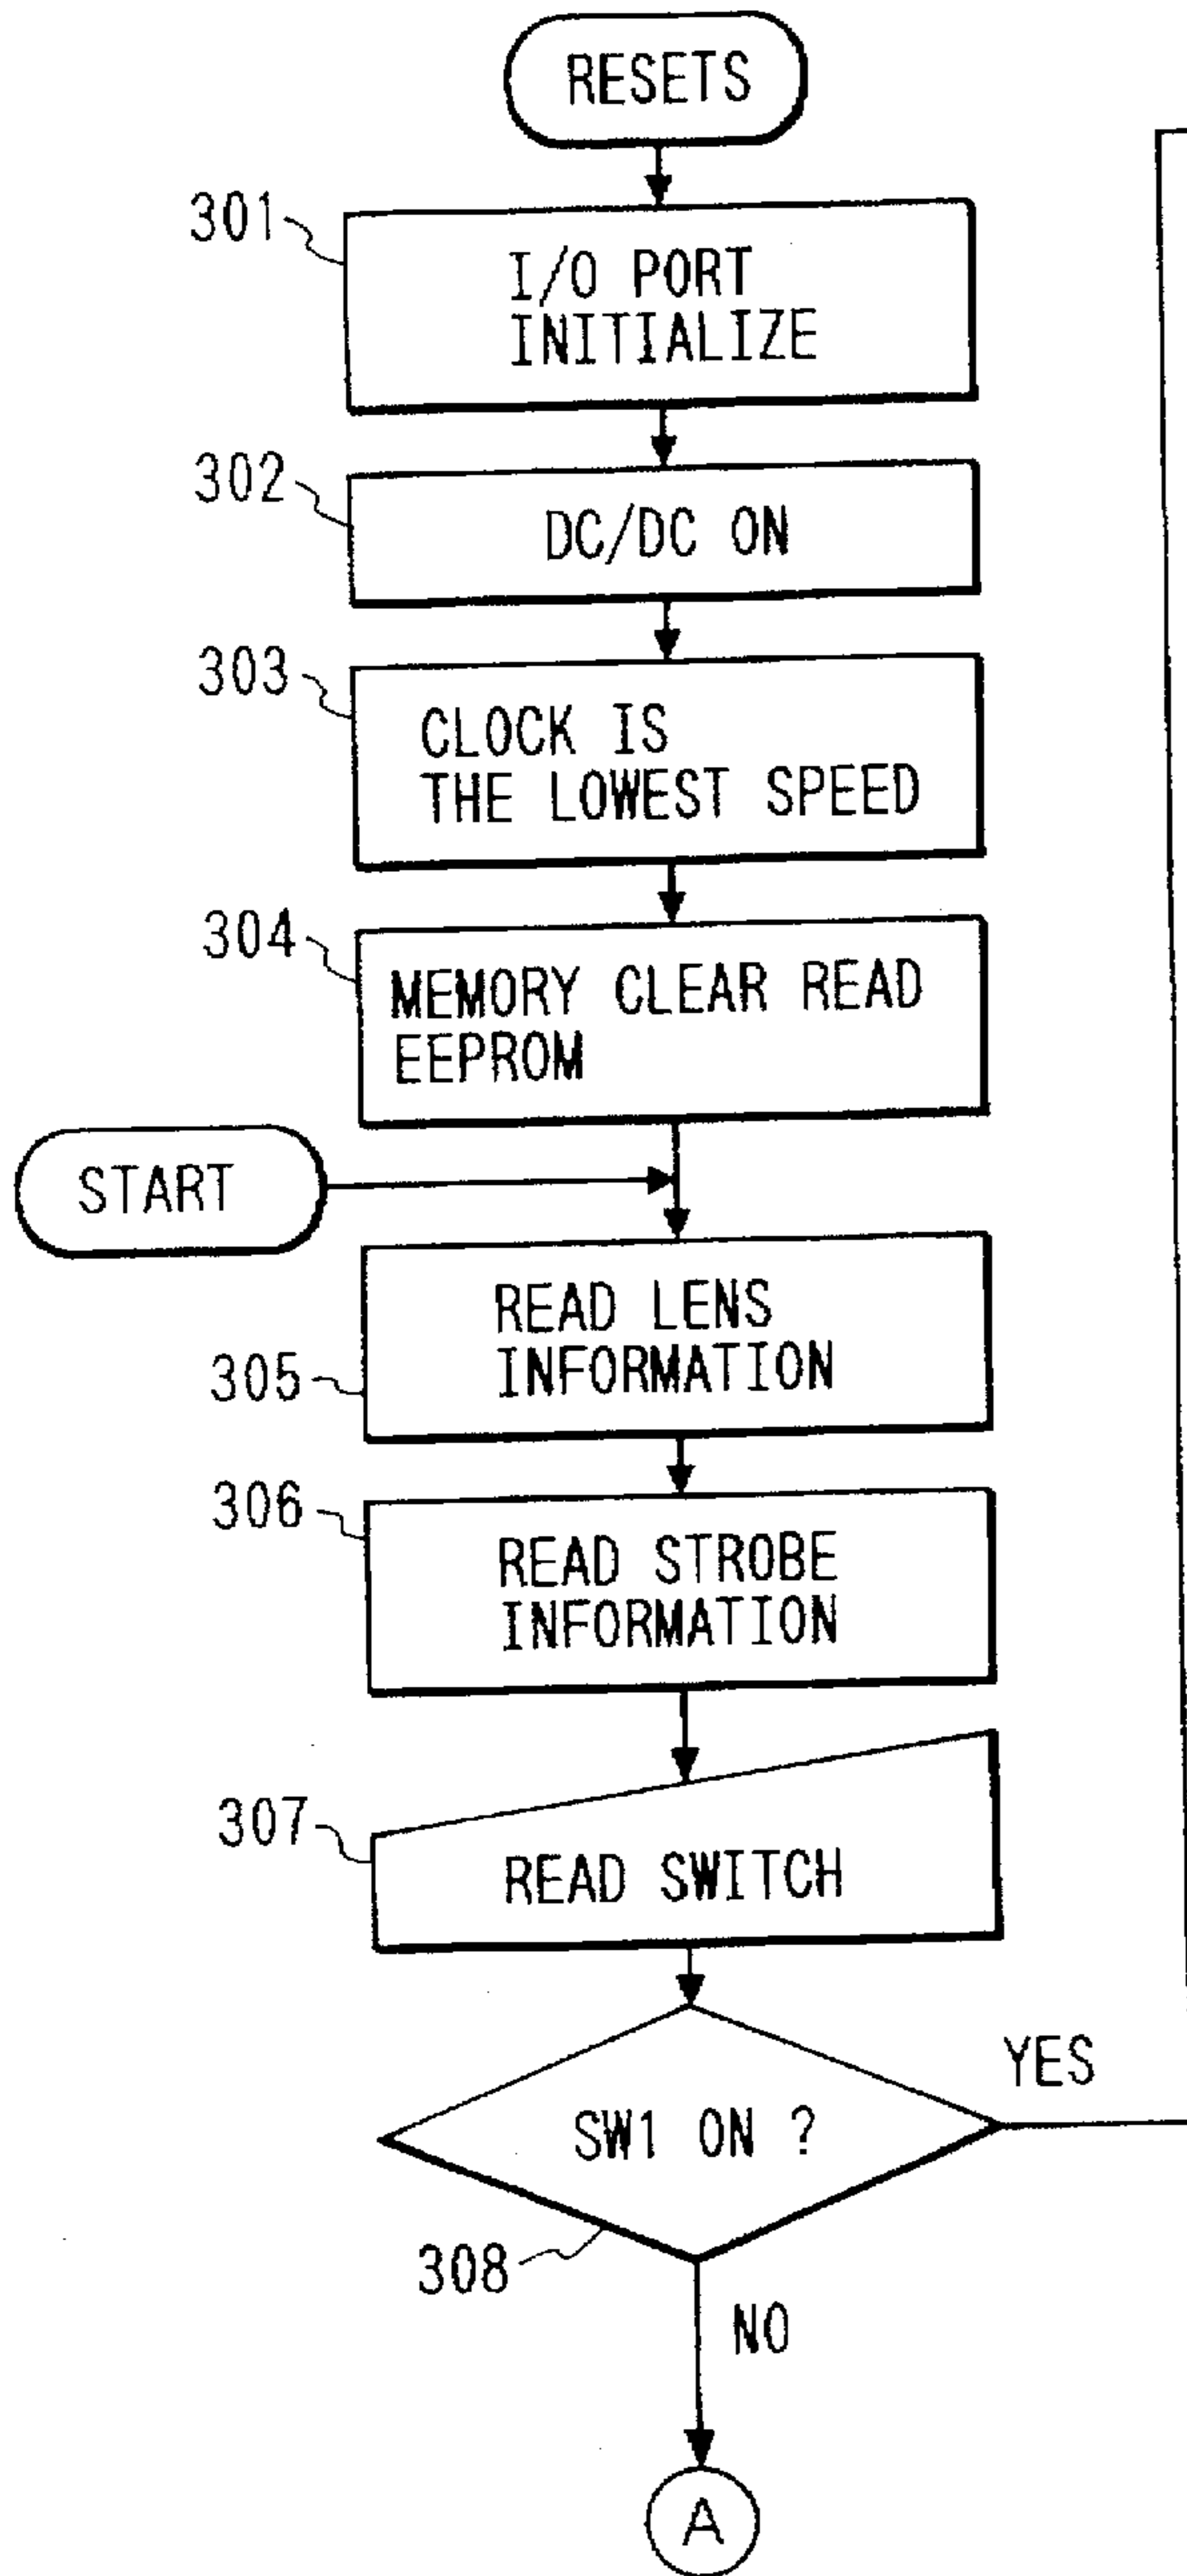 RESETS
301
I/O PORT
INITIALIZE
302
DC/DC ON
303
CLOCK IS
THE LOWEST SPEED
304
MEMORY CLEAR READ
EEPROM
START
READ LENS
INFORMATION
305
306
READ STROBE
INFORMATION
307
READ SWITCH
YES
SW1 ON ?
308
NO
A